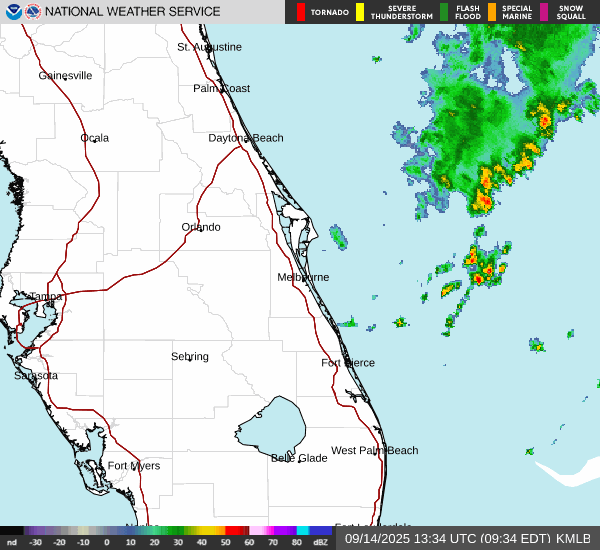 NATIONAL WEATHER SERVICE
TORNADO
SEVERE THUNDERSTORM
FLASH FLOOD
SPECIAL MARINE
SNOW SQUALL
St. Augustine
Gainesville
Palm Coast
Ocala
Daytona Beach
Orlando
Melbourne
Tampa
Sebring
Fort Pierce
Sarasota
West Palm Beach
Belle Glade
Fort Myers
nd -30 -20 -10 0 10 20 30 40 50 60 70 80 dBZ
09/14/2025 13:34 UTC (09:34 EDT) KMLB